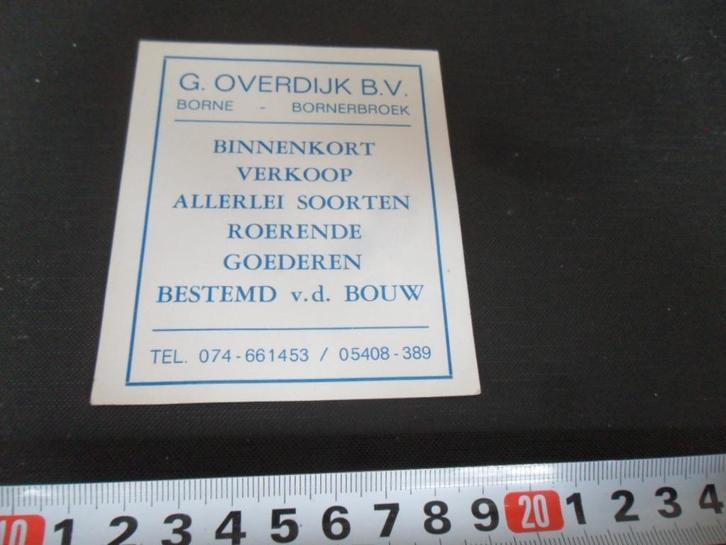 G. OVERDIJK B.V.
BORNE - BORNERBROEK
BINNENKORT
VERKOOP
ALLERLEI SOORTEN
ROERENDE
GOEDEREN
BESTEMD v.d. BOUW
TEL. 074-661453 / 05408-389
10 1 2 3 4 5 6 7 8 9 20 1 2 3 4